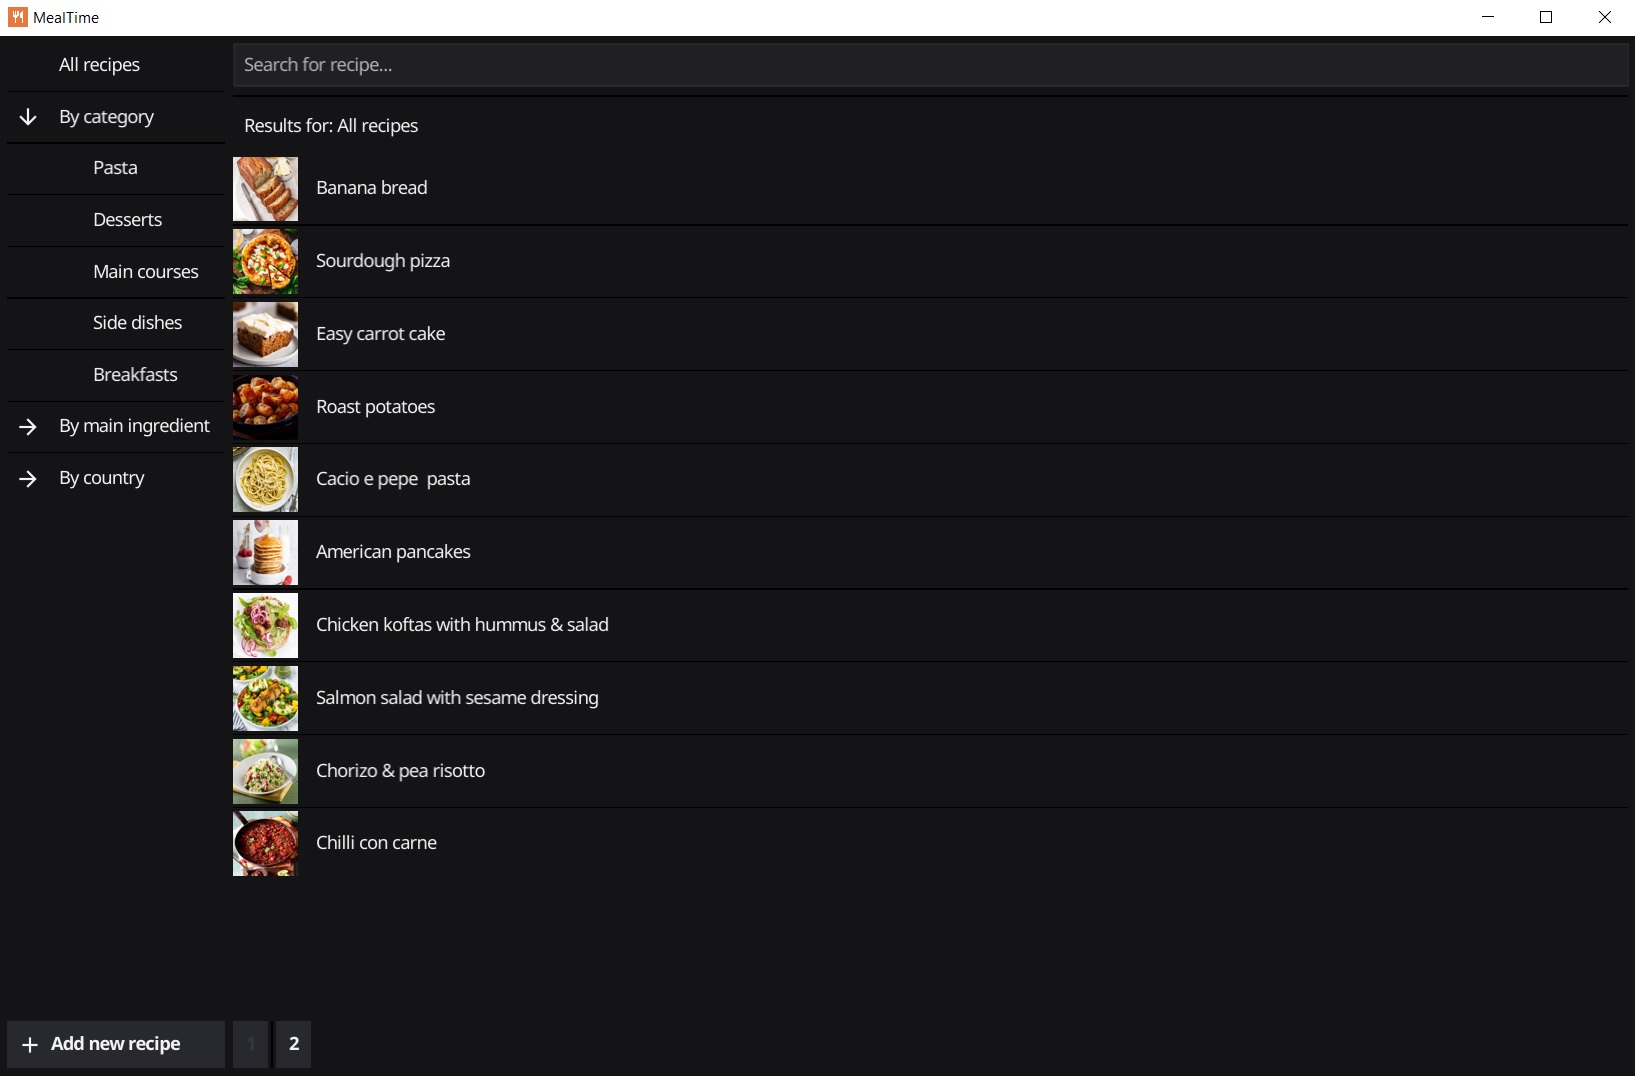 MealTime
All recipes
By category
Pasta
Desserts
Main courses
Side dishes
Breakfasts
By main ingredient
By country
Add new recipe
Search for recipe...
Results for: All recipes
Banana bread
Sourdough pizza
Easy carrot cake
Roast potatoes
Cacio e pepe  pasta
American pancakes
Chicken koftas with hummus & salad
Salmon salad with sesame dressing
Chorizo & pea risotto
Chilli con carne
1
2